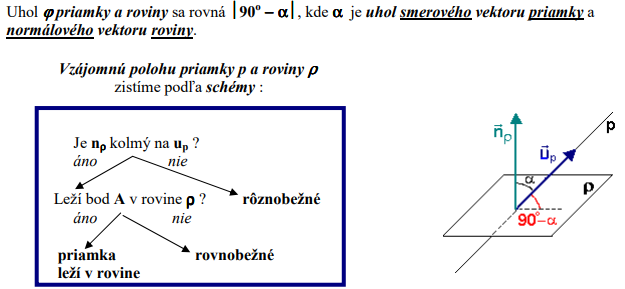 Uhol φ priamky a roviny sa rovná |90° – α|, kde α je uhol smerového vektoru priamky a
normálového vektoru roviny.
Vzájomnú polohu priamky p a roviny ρ
zistíme podľa schémy :
Je nρ kolmý na up ?
áno nie
Leží bod A v rovine ρ ? rôznobežné
áno nie
priamka rovnobežné
leží v rovine
p
n⃗ρ
u⃗p
α
ρ
90°-α